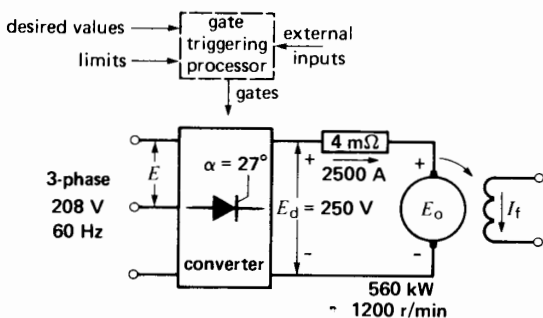 desired values
limits
gate
triggering
processor
external
inputs
gates
3-phase
208 V
60 Hz
E
α = 27°
converter
+
E_d = 250 V
-
4 mΩ
2500 A
+
E_o
-
I_f
560 kW
- 1200 r/min